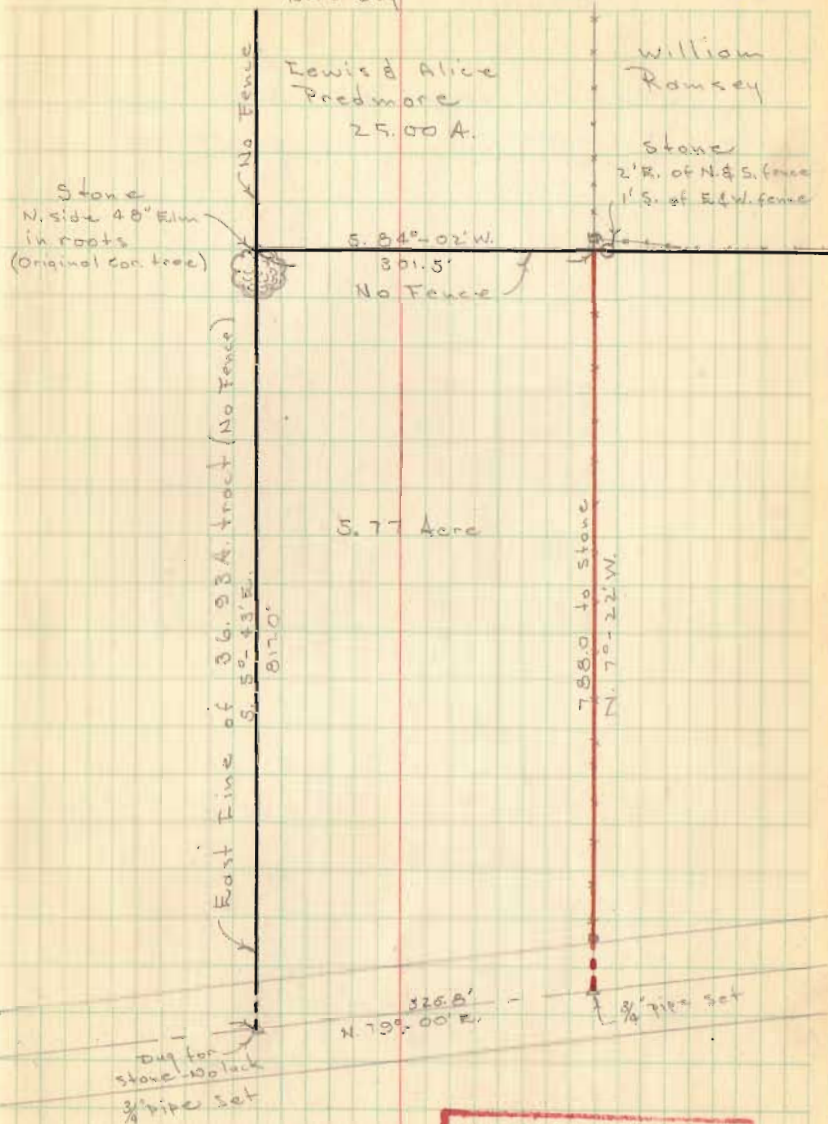 No Fence
Lewis & Alice
Predmore
25.00 A.
William
Ramsey
Stone
2' E. of N. & S. fence
1' S. of E & W. fence
Stone
N. side 48" Elm
in roots
(Original cor. tree)
S. 84°-02' W.
301.5'
No Fence
East Line of 36.93 A. tract (No Fence)
S. 5°-43' E.
812.0'
5.77 Acre
788.0 to stone
N. 7°-22' W.
326.8'
N. 79°-00' E.
3/4" pipe set
Dug for
stone-No luck
3/4" pipe set